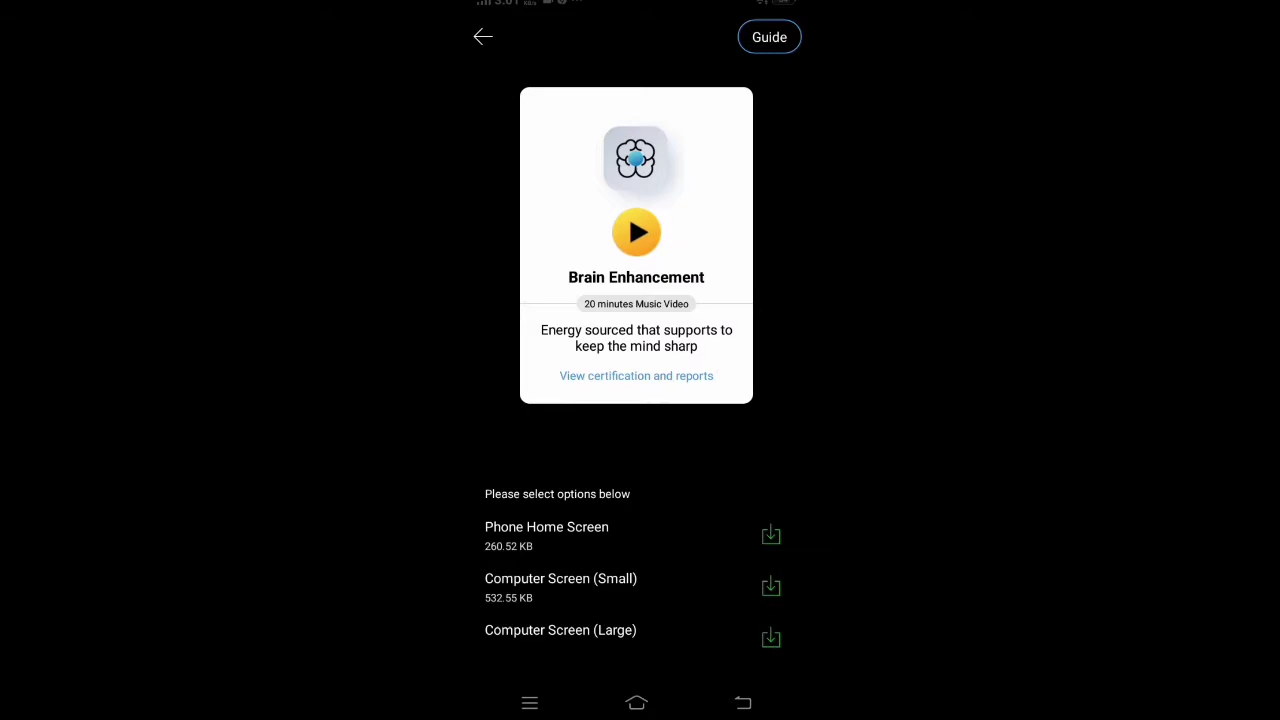 Guide
Brain Enhancement
20 minutes Music Video
Energy sourced that supports to
keep the mind sharp
View certification and reports
Please select options below
Phone Home Screen
260.52 KB
Computer Screen (Small)
532.55 KB
Computer Screen (Large)